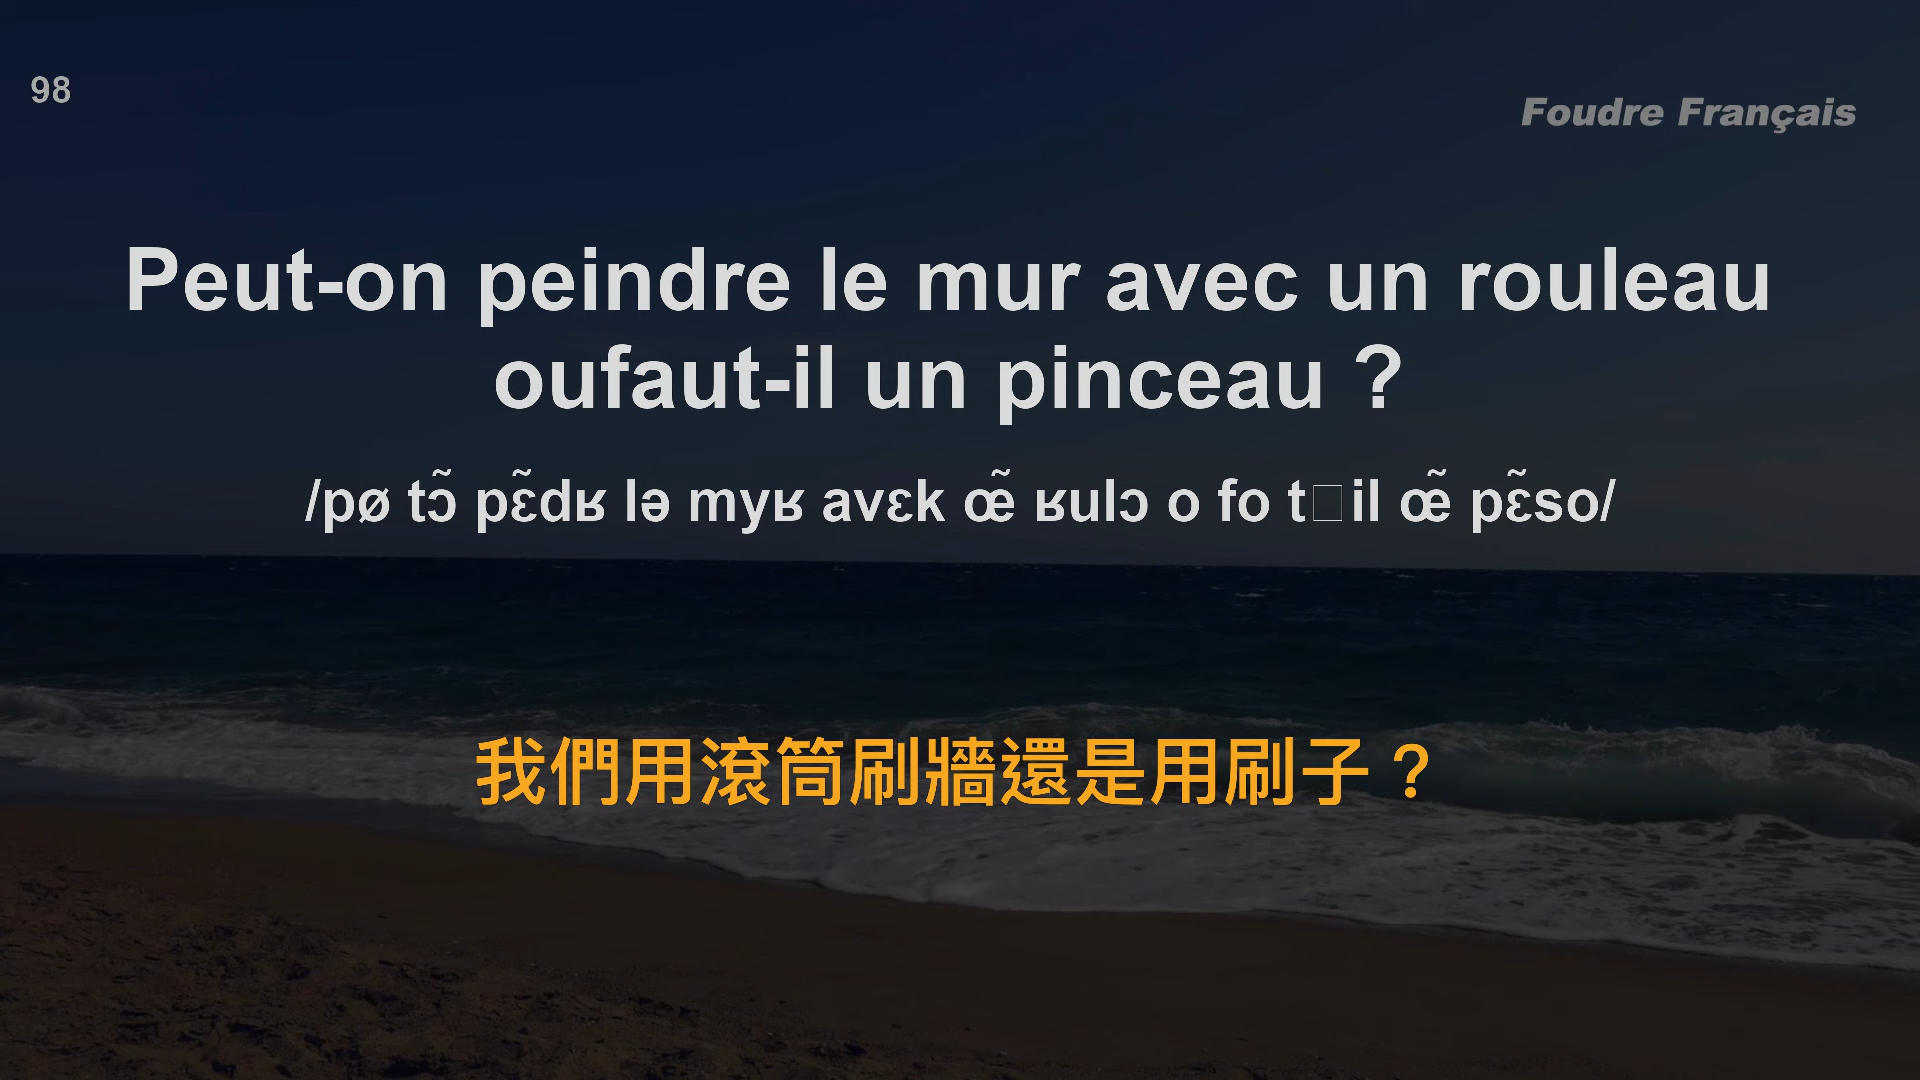 98
Foudre Français
Peut-on peindre le mur avec un rouleau
oufaut-il un pinceau ?
/pø tɔ̃ pɛ̃dʁ lə myʁ avɛk œ̃ ʁulɔ o fo t□il œ̃ pɛ̃so/
我們用滾筒刷牆還是用刷子？